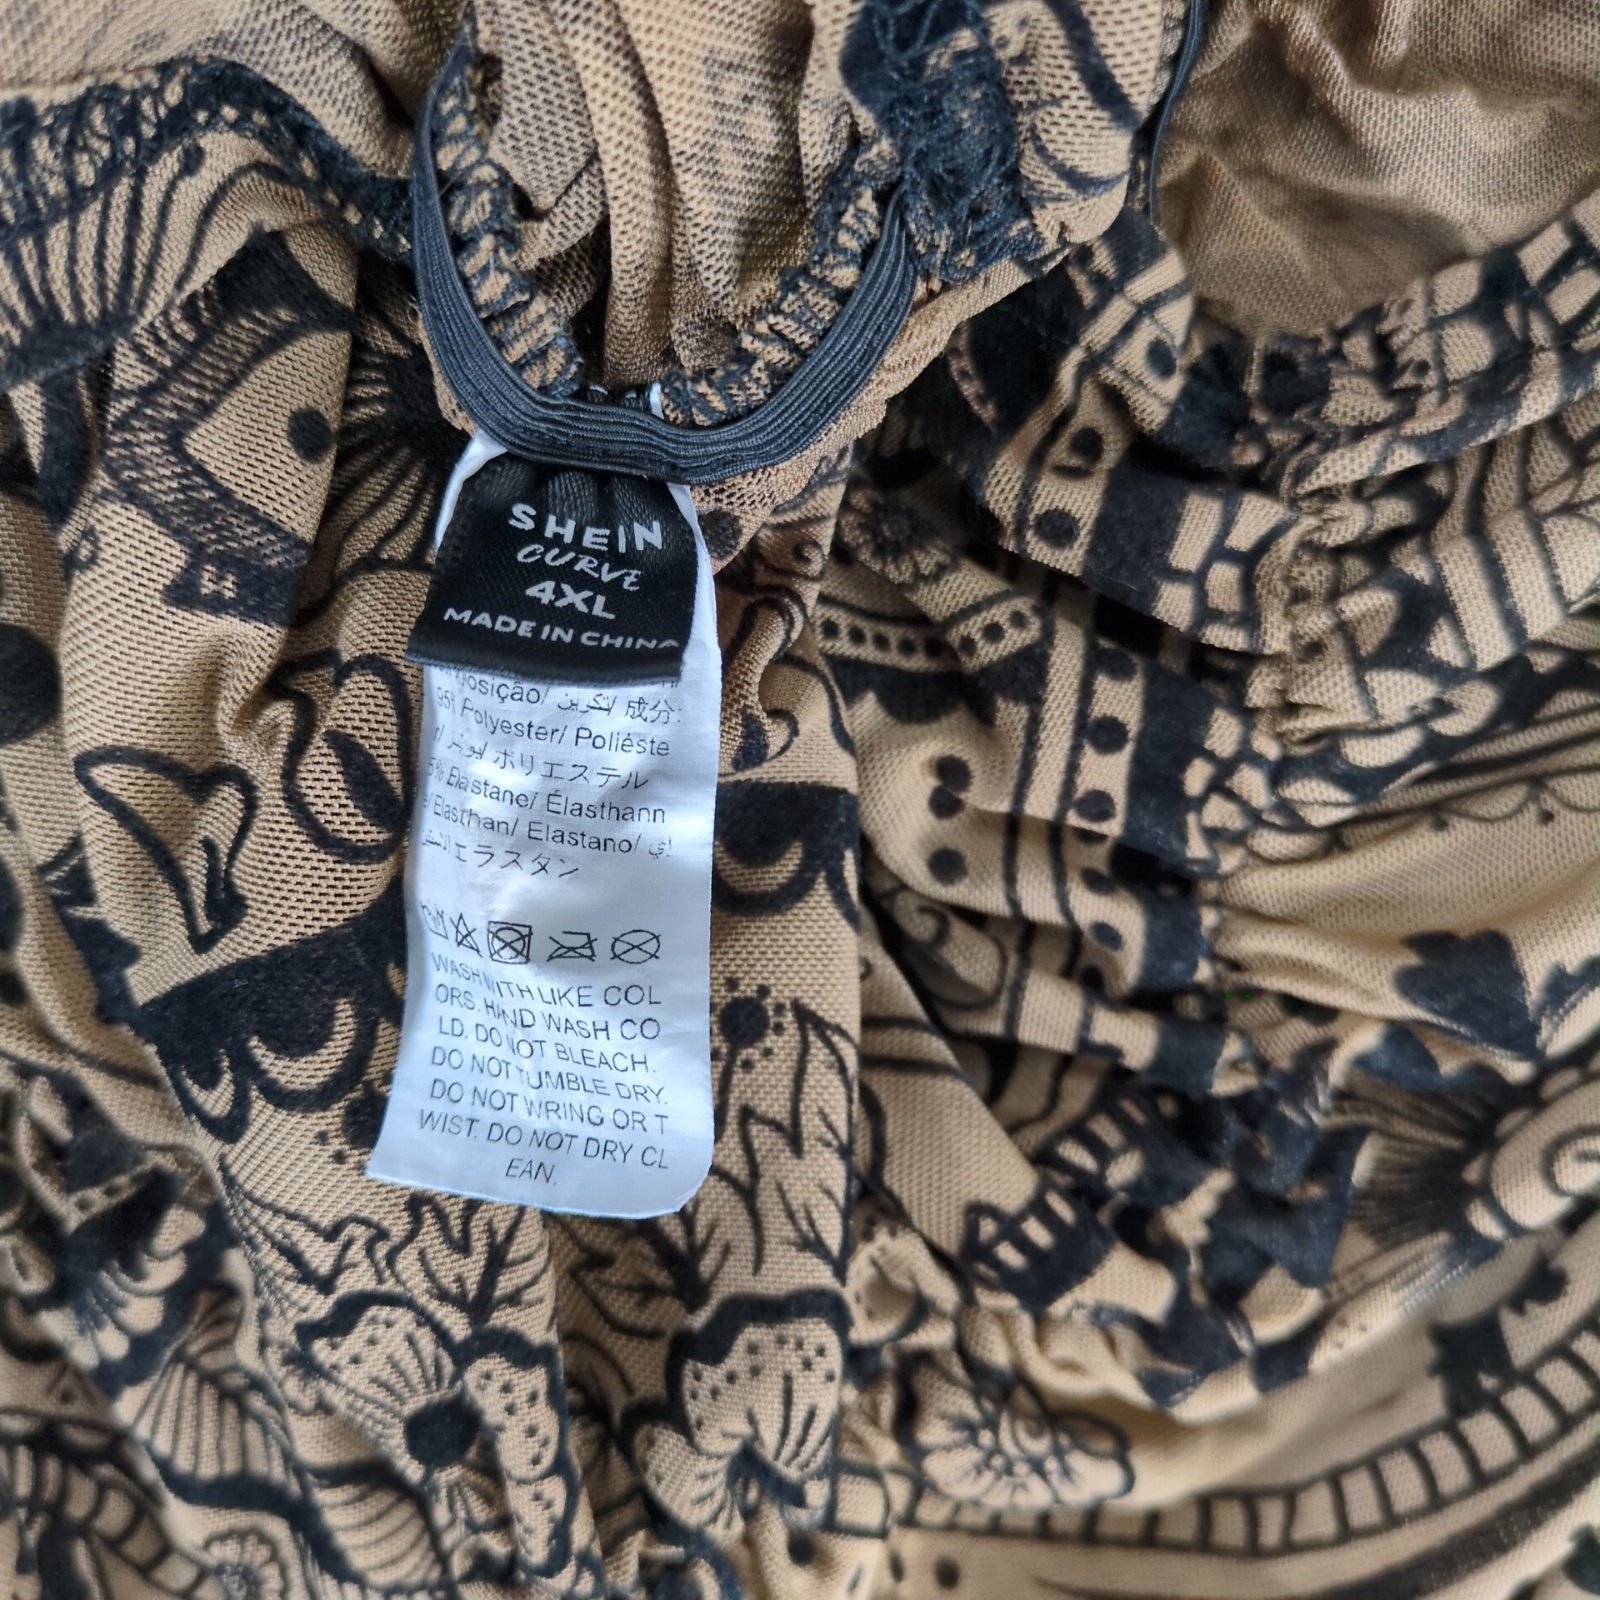 SHEIN
CURVE
4XL
MADE IN CHINA
95% Polyester/ Poliéste
ポリエステル
5% Elastane/ Élasthann
e/ Elasthan/ Elastano/
エラスタン
WASH WITH LIKE COL
ORS. HAND WASH CO
LD. DO NOT BLEACH.
DO NOT TUMBLE DRY.
DO NOT WRING OR T
WIST. DO NOT DRY CL
EAN.